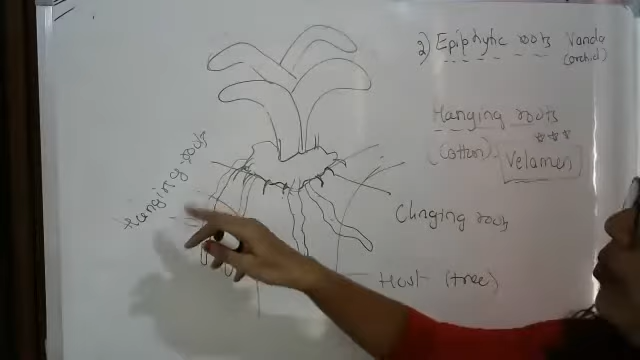 2) Epiphytic roots Vanda
(orchid)
Hanging roots
(cotton). Velamen
Hanging roots
Clinging roots
Host (tree)